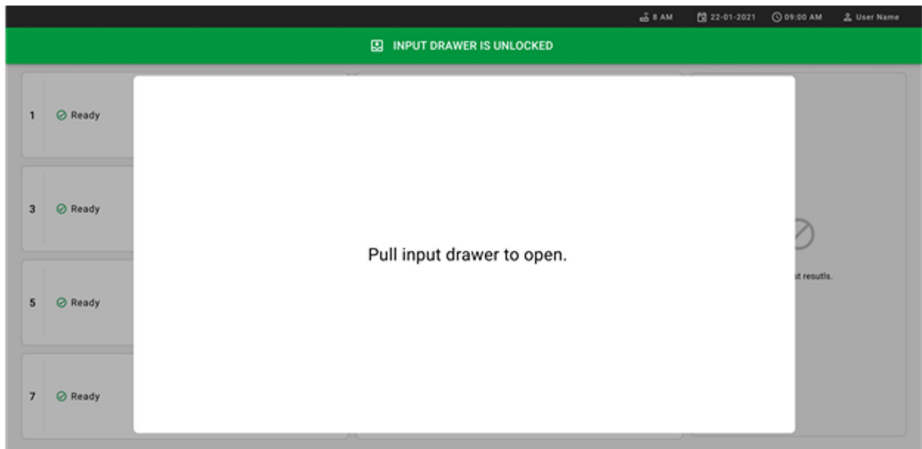 8 AM 22-01-2021 09:00 AM User Name
INPUT DRAWER IS UNLOCKED
1 Ready
3 Ready
Pull input drawer to open.
resutls.
5 Ready
7 Ready